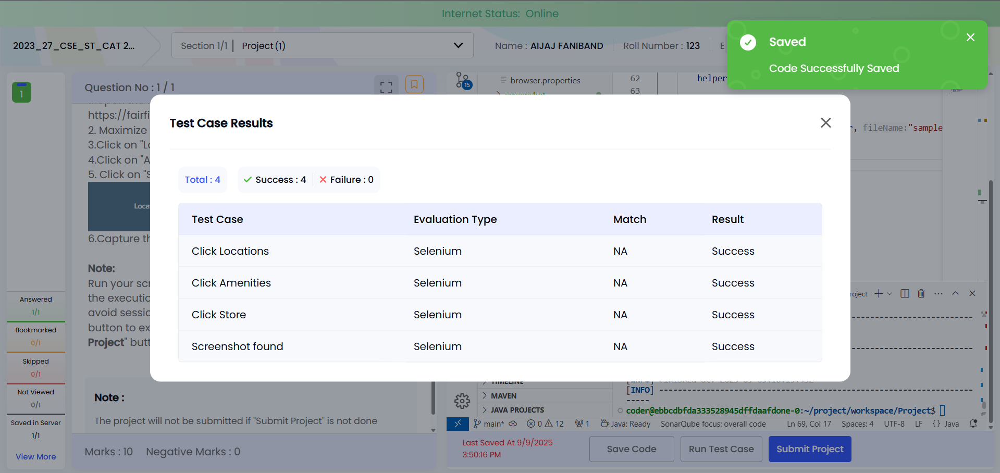 Internet Status: Online
2023_27_CSE_ST_CAT 2...
Section 1/1 | Project (1)
Name : AIJAJ FANIBAND
Roll Number : 123
E
Saved
Code Successfully Saved
1
Question No : 1 / 1
https://fairfi
2. Maximize
3.Click on "Lo
4.Click on "A
5. Click on "S
Loca
6.Capture th
Note:
Run your scr
the executio
avoid sessio
button to ex
Project" butt
Note :
The project will not be submitted if "Submit Project" is not done
Marks : 10 Negative Marks : 0
Answered
1/1
Bookmarked
0/1
Skipped
0/1
Not Viewed
0/1
Saved in Server
1/1
View More
15
browser.properties
screenshot
62 helper
63
r, fileName:"sample
Test Case Results
Total : 4
Success : 4
Failure : 0
Test Case Evaluation Type Match Result
Click Locations Selenium NA Success
Click Amenities Selenium NA Success
Click Store Selenium NA Success
Screenshot found Selenium NA Success
roject
TIMELINE
MAVEN
JAVA PROJECTS
[INFO] ------------------------------------------------------------------------
coder@ebbcdbfda333528945dffdaafdone-0:~/project/workspace/Project$
main* 0 12 1 Java: Ready SonarQube focus: overall code Ln 69, Col 17 Spaces: 4 UTF-8 LF {} Java
Last Saved At 9/9/2025
3:50:16 PM
Save Code
Run Test Case
Submit Project